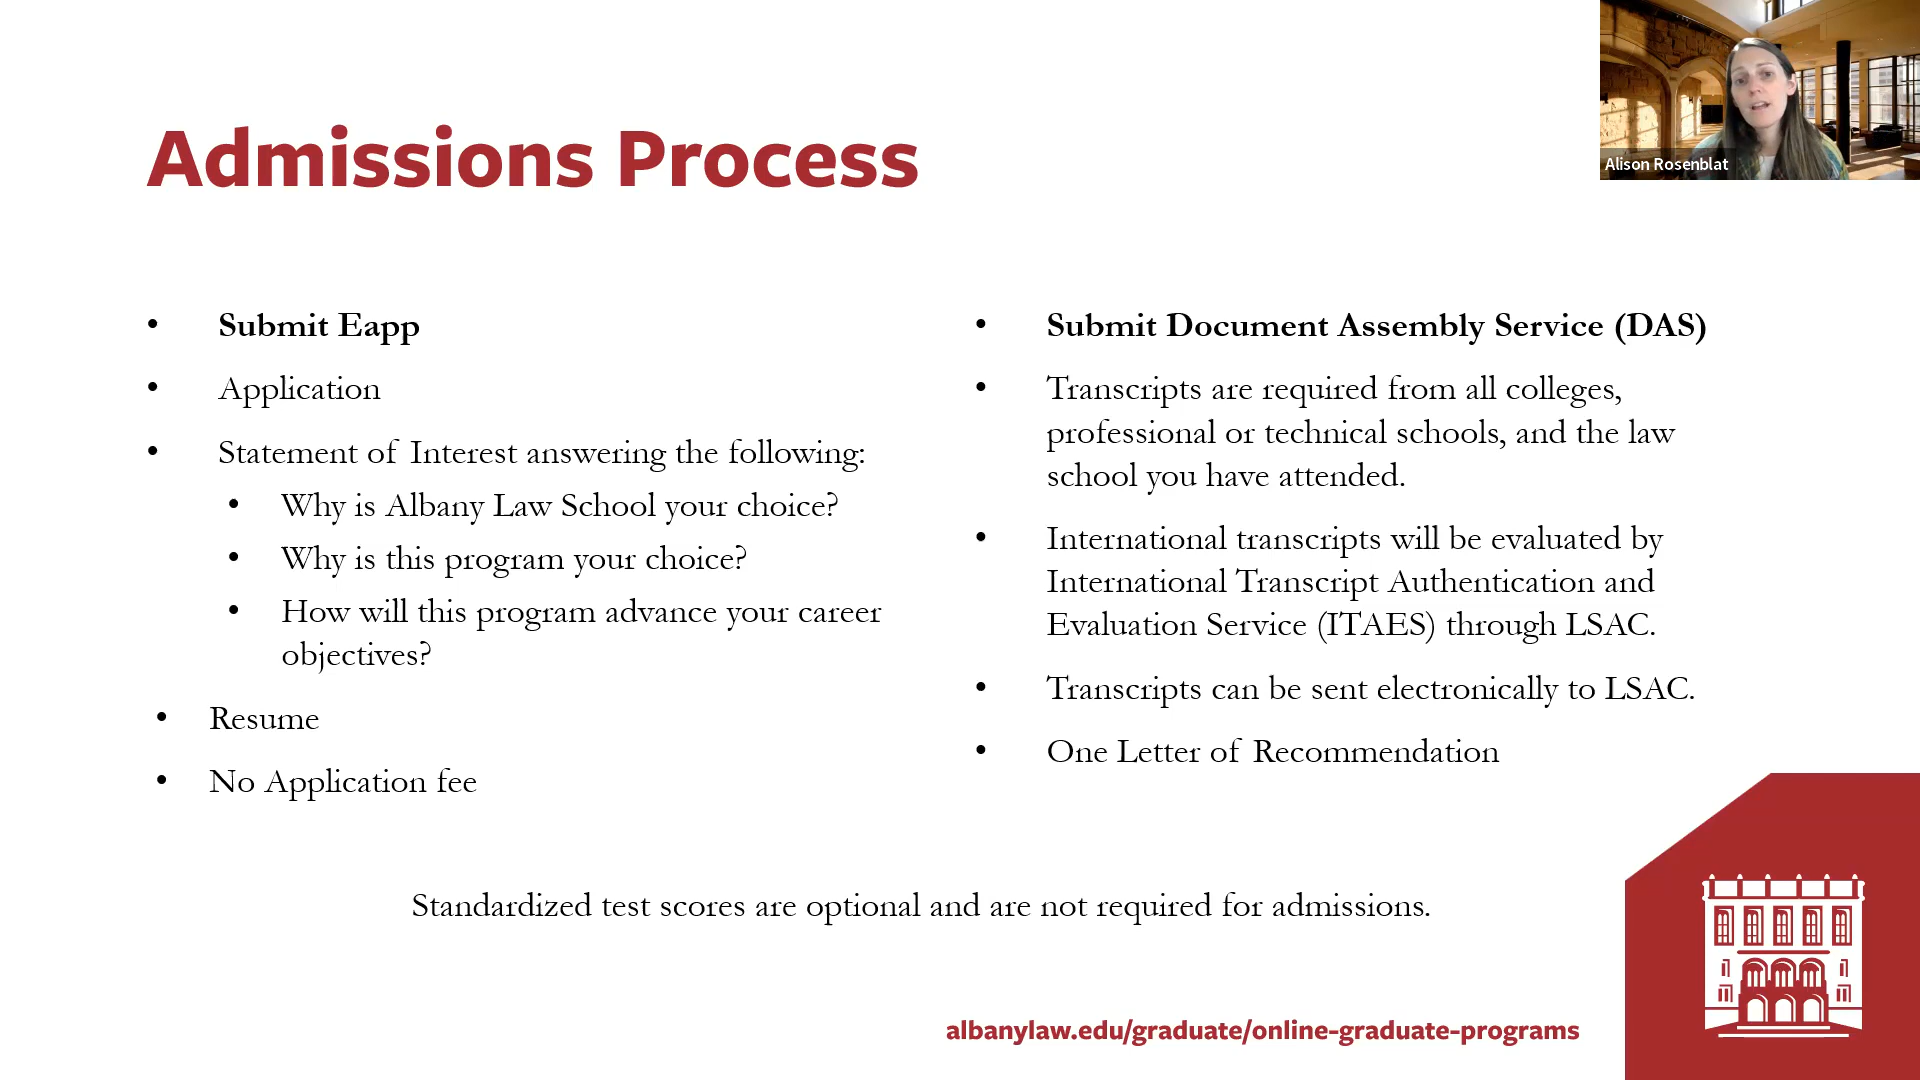 Admissions Process
Alison Rosenblat
• Submit Eapp
• Application
• Statement of Interest answering the following:
• Why is Albany Law School your choice?
• Why is this program your choice?
• How will this program advance your career
objectives?
• Resume
• No Application fee
• Submit Document Assembly Service (DAS)
• Transcripts are required from all colleges,
professional or technical schools, and the law
school you have attended.
• International transcripts will be evaluated by
International Transcript Authentication and
Evaluation Service (ITAES) through LSAC.
• Transcripts can be sent electronically to LSAC.
• One Letter of Recommendation
Standardized test scores are optional and are not required for admissions.
albanylaw.edu/graduate/online-graduate-programs